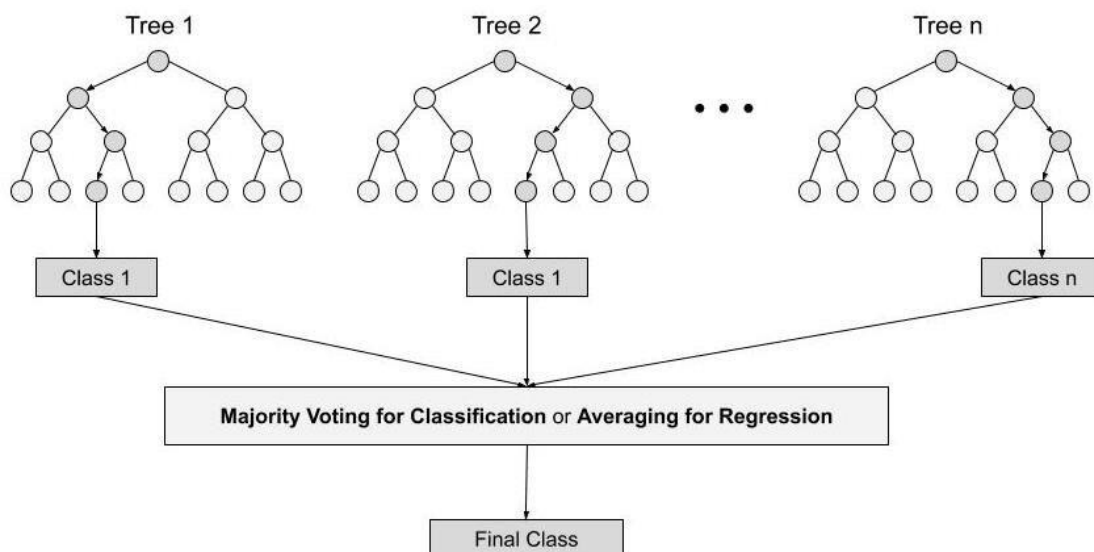 Tree 1
Tree 2
Tree n
Class 1
Class 1
Class n
Majority Voting for Classification or Averaging for Regression
Final Class